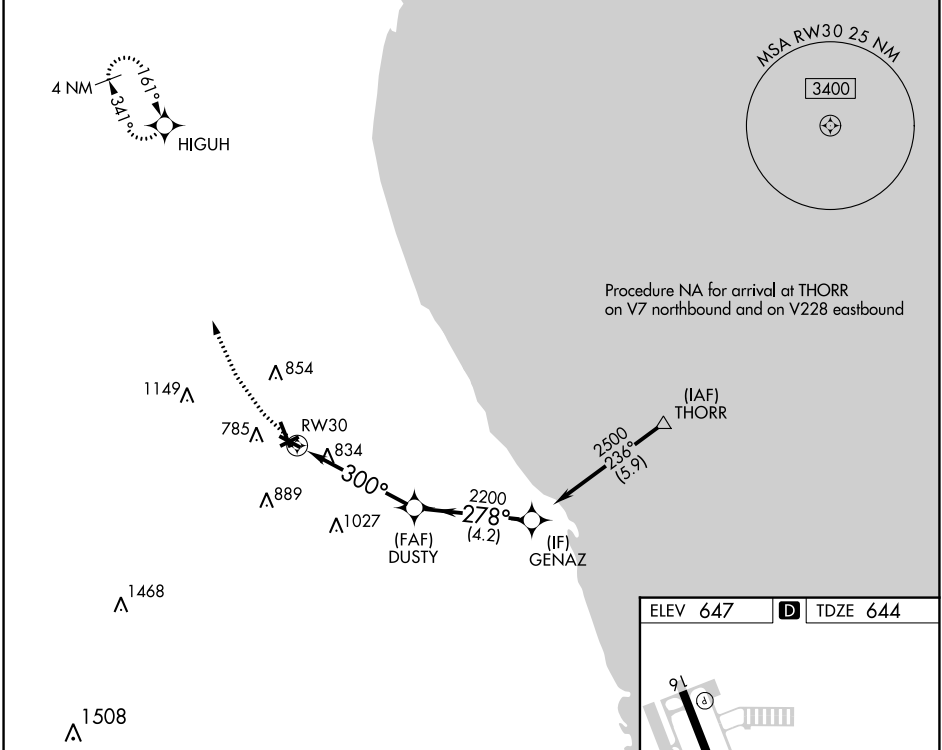 MSA RW30 25 NM
3400
4 NM
161°
341°
HIGUH
Procedure NA for arrival at THORR
on V7 northbound and on V228 eastbound
854
1149
(IAF)
THORR
785
RW30
834
2500
236°
(5.9)
300°
889
1027
2200
278°
(4.2)
(FAF)
DUSTY
(IF)
GENAZ
1468
1508
ELEV 647 D TDZE 644
16
P